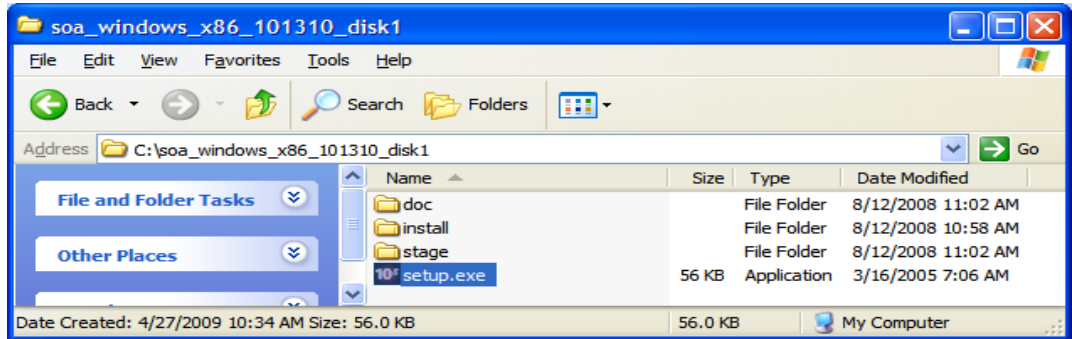 soa_windows_x86_101310_disk1
File Edit View Favorites Tools Help
Back Search Folders
Address C:\soa_windows_x86_101310_disk1 Go
Name Size Type Date Modified
File and Folder Tasks
Other Places
doc File Folder 8/12/2008 11:02 AM
install File Folder 8/12/2008 10:58 AM
stage File Folder 8/12/2008 11:02 AM
setup.exe 56 KB Application 3/16/2005 7:06 AM
Date Created: 4/27/2009 10:34 AM Size: 56.0 KB 56.0 KB My Computer